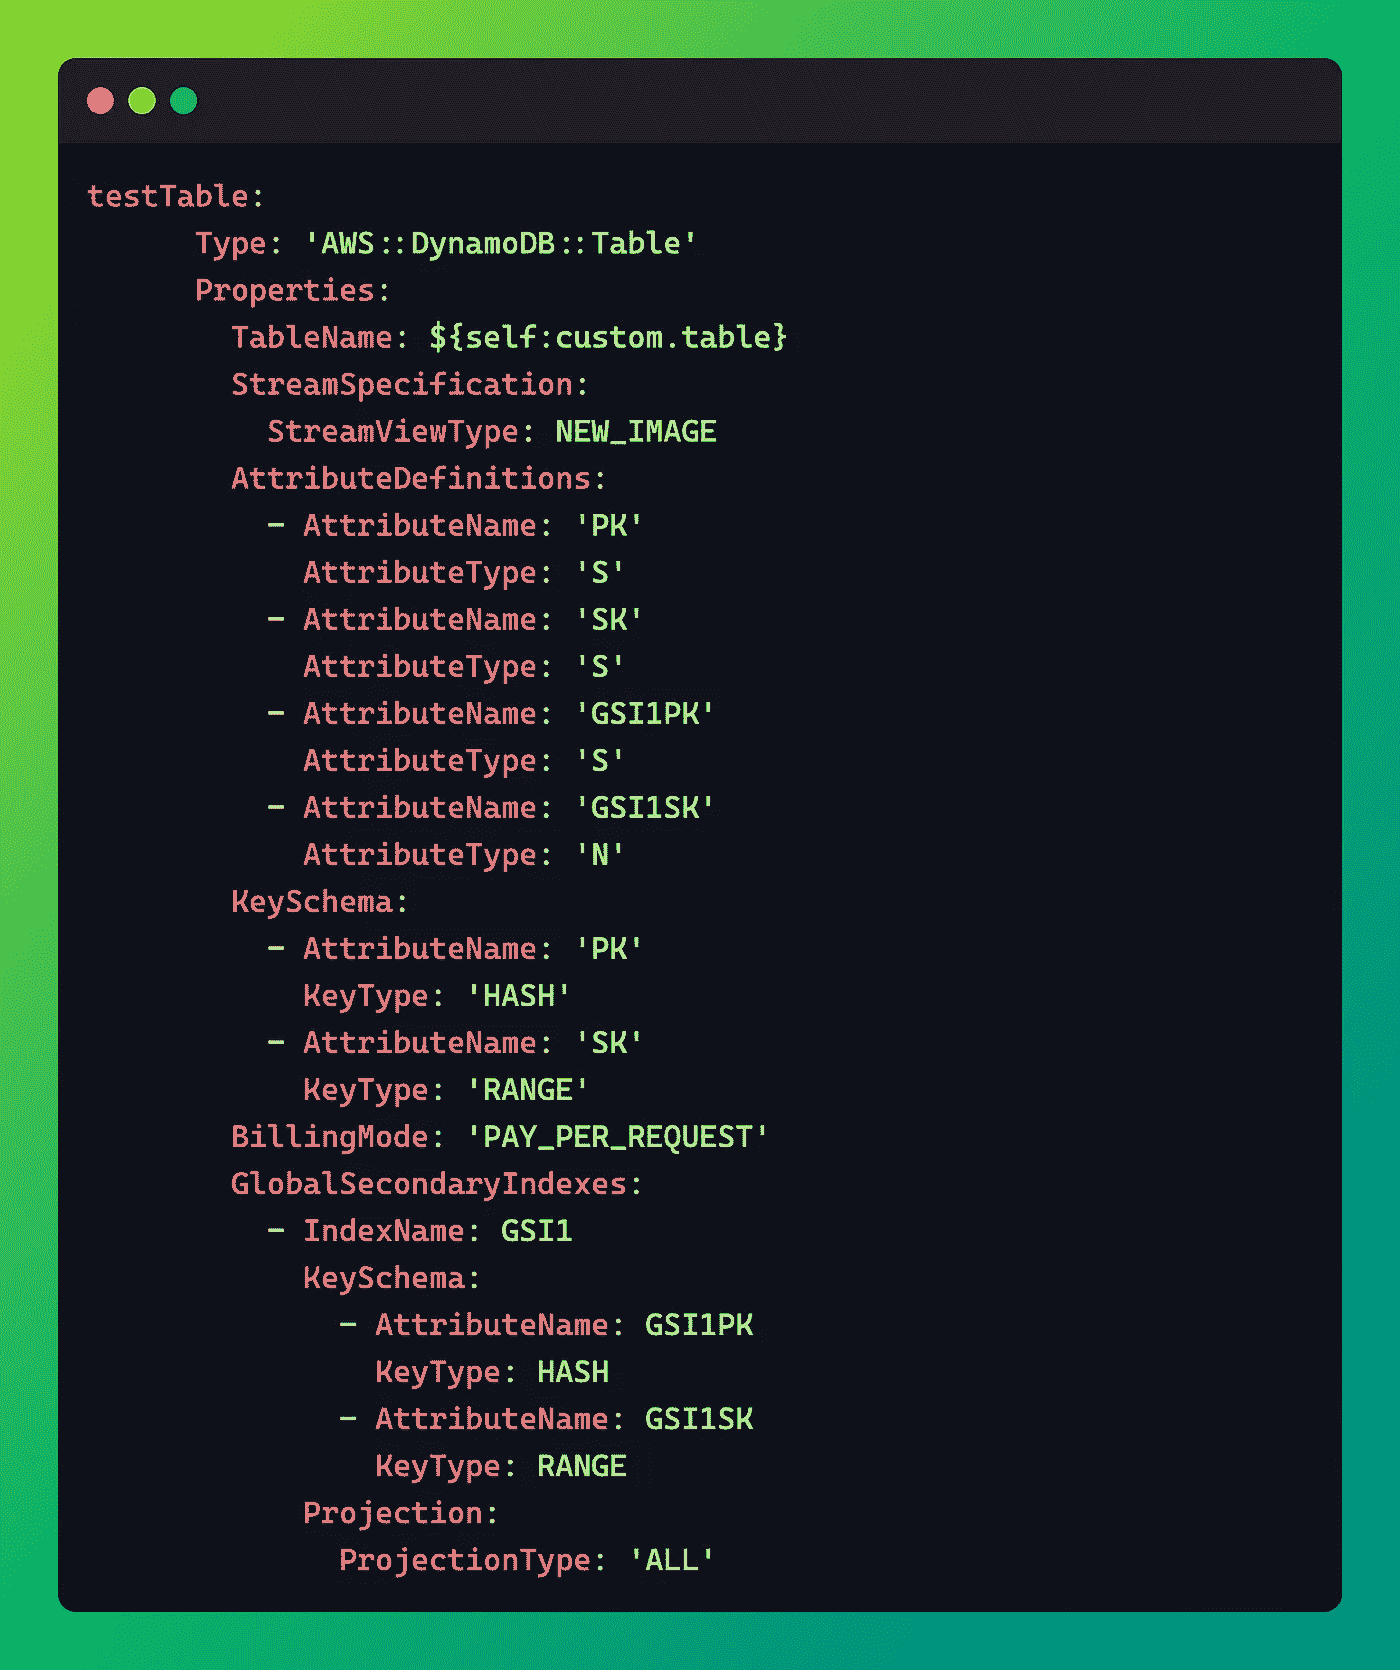 testTable:
      Type: 'AWS::DynamoDB::Table'
      Properties:
        TableName: ${self:custom.table}
        StreamSpecification:
          StreamViewType: NEW_IMAGE
        AttributeDefinitions:
          - AttributeName: 'PK'
            AttributeType: 'S'
          - AttributeName: 'SK'
            AttributeType: 'S'
          - AttributeName: 'GSI1PK'
            AttributeType: 'S'
          - AttributeName: 'GSI1SK'
            AttributeType: 'N'
        KeySchema:
          - AttributeName: 'PK'
            KeyType: 'HASH'
          - AttributeName: 'SK'
            KeyType: 'RANGE'
        BillingMode: 'PAY_PER_REQUEST'
        GlobalSecondaryIndexes:
          - IndexName: GSI1
            KeySchema:
              - AttributeName: GSI1PK
                KeyType: HASH
              - AttributeName: GSI1SK
                KeyType: RANGE
            Projection:
              ProjectionType: 'ALL'